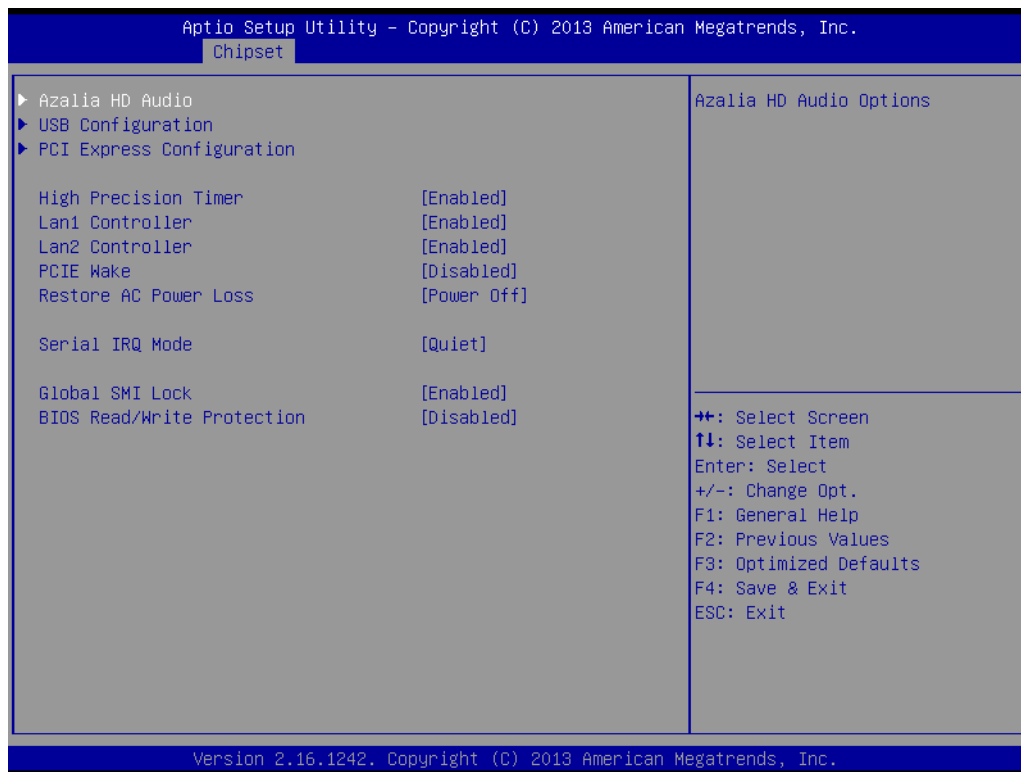 Aptio Setup Utility – Copyright (C) 2013 American Megatrends, Inc.
Chipset
Azalia HD Audio
USB Configuration
PCI Express Configuration
High Precision Timer [Enabled]
Lan1 Controller [Enabled]
Lan2 Controller [Enabled]
PCIE Wake [Disabled]
Restore AC Power Loss [Power Off]
Serial IRQ Mode [Quiet]
Global SMI Lock [Enabled]
BIOS Read/Write Protection [Disabled]
Azalia HD Audio Options
→←: Select Screen
↑↓: Select Item
Enter: Select
+/-: Change Opt.
F1: General Help
F2: Previous Values
F3: Optimized Defaults
F4: Save & Exit
ESC: Exit
Version 2.16.1242. Copyright (C) 2013 American Megatrends, Inc.